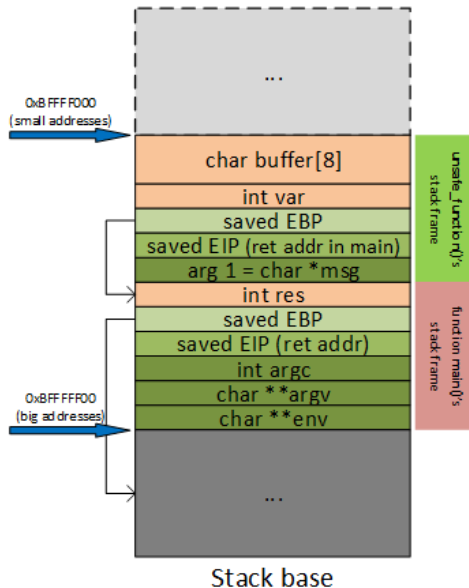 ...
0xBFFFF000
(small addresses)
char buffer[8]
int var
saved EBP
saved EIP (ret addr in main)
arg 1 = char *msg
unsafe_function()'s
stack frame
int res
saved EBP
saved EIP (ret addr)
int argc
char **argv
char **env
function main()'s
stack frame
0xBFFFFF00
(big addresses)
...
Stack base